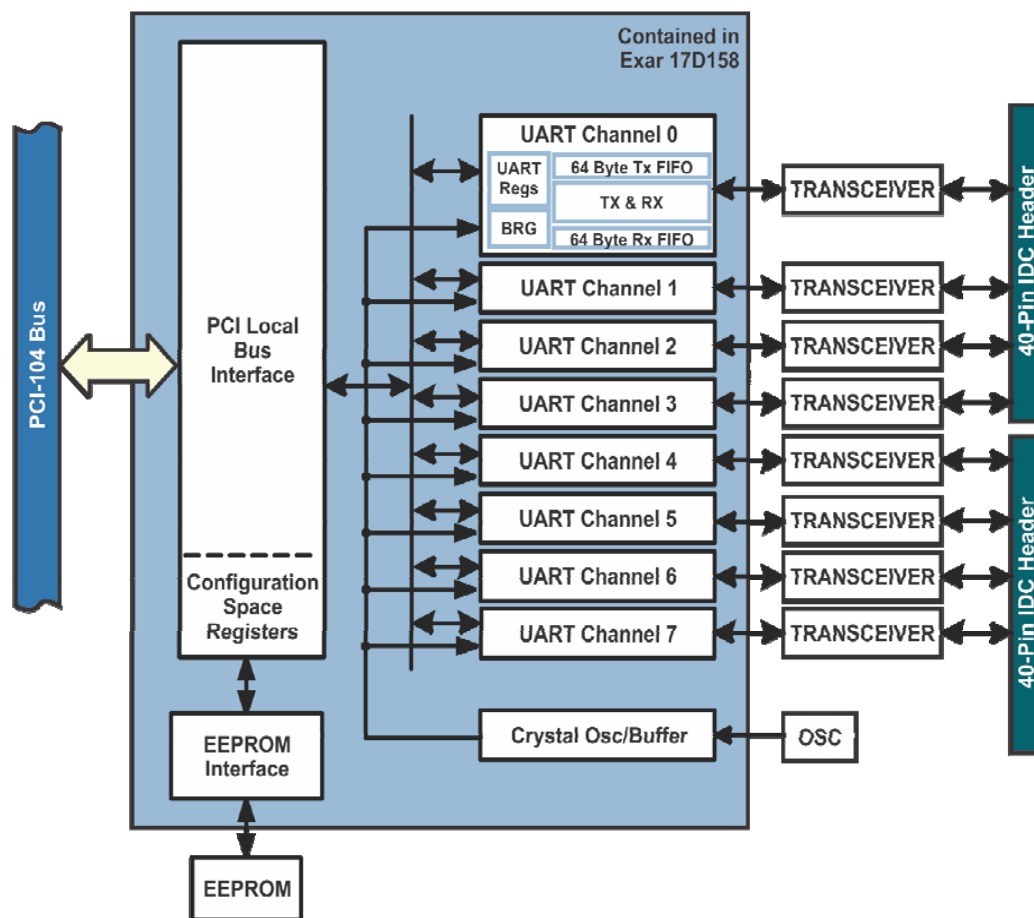 Contained in
Exar 17D158
PCI-104 Bus
PCI Local
Bus
Interface
Configuration
Space
Registers
EEPROM
Interface
EEPROM
UART Channel 0
UART
Regs
BRG
64 Byte Tx FIFO
TX & RX
64 Byte Rx FIFO
TRANSCEIVER
UART Channel 1
TRANSCEIVER
UART Channel 2
TRANSCEIVER
UART Channel 3
TRANSCEIVER
UART Channel 4
TRANSCEIVER
UART Channel 5
TRANSCEIVER
UART Channel 6
TRANSCEIVER
UART Channel 7
TRANSCEIVER
Crystal Osc/Buffer
OSC
40-Pin IDC Header
40-Pin IDC Header